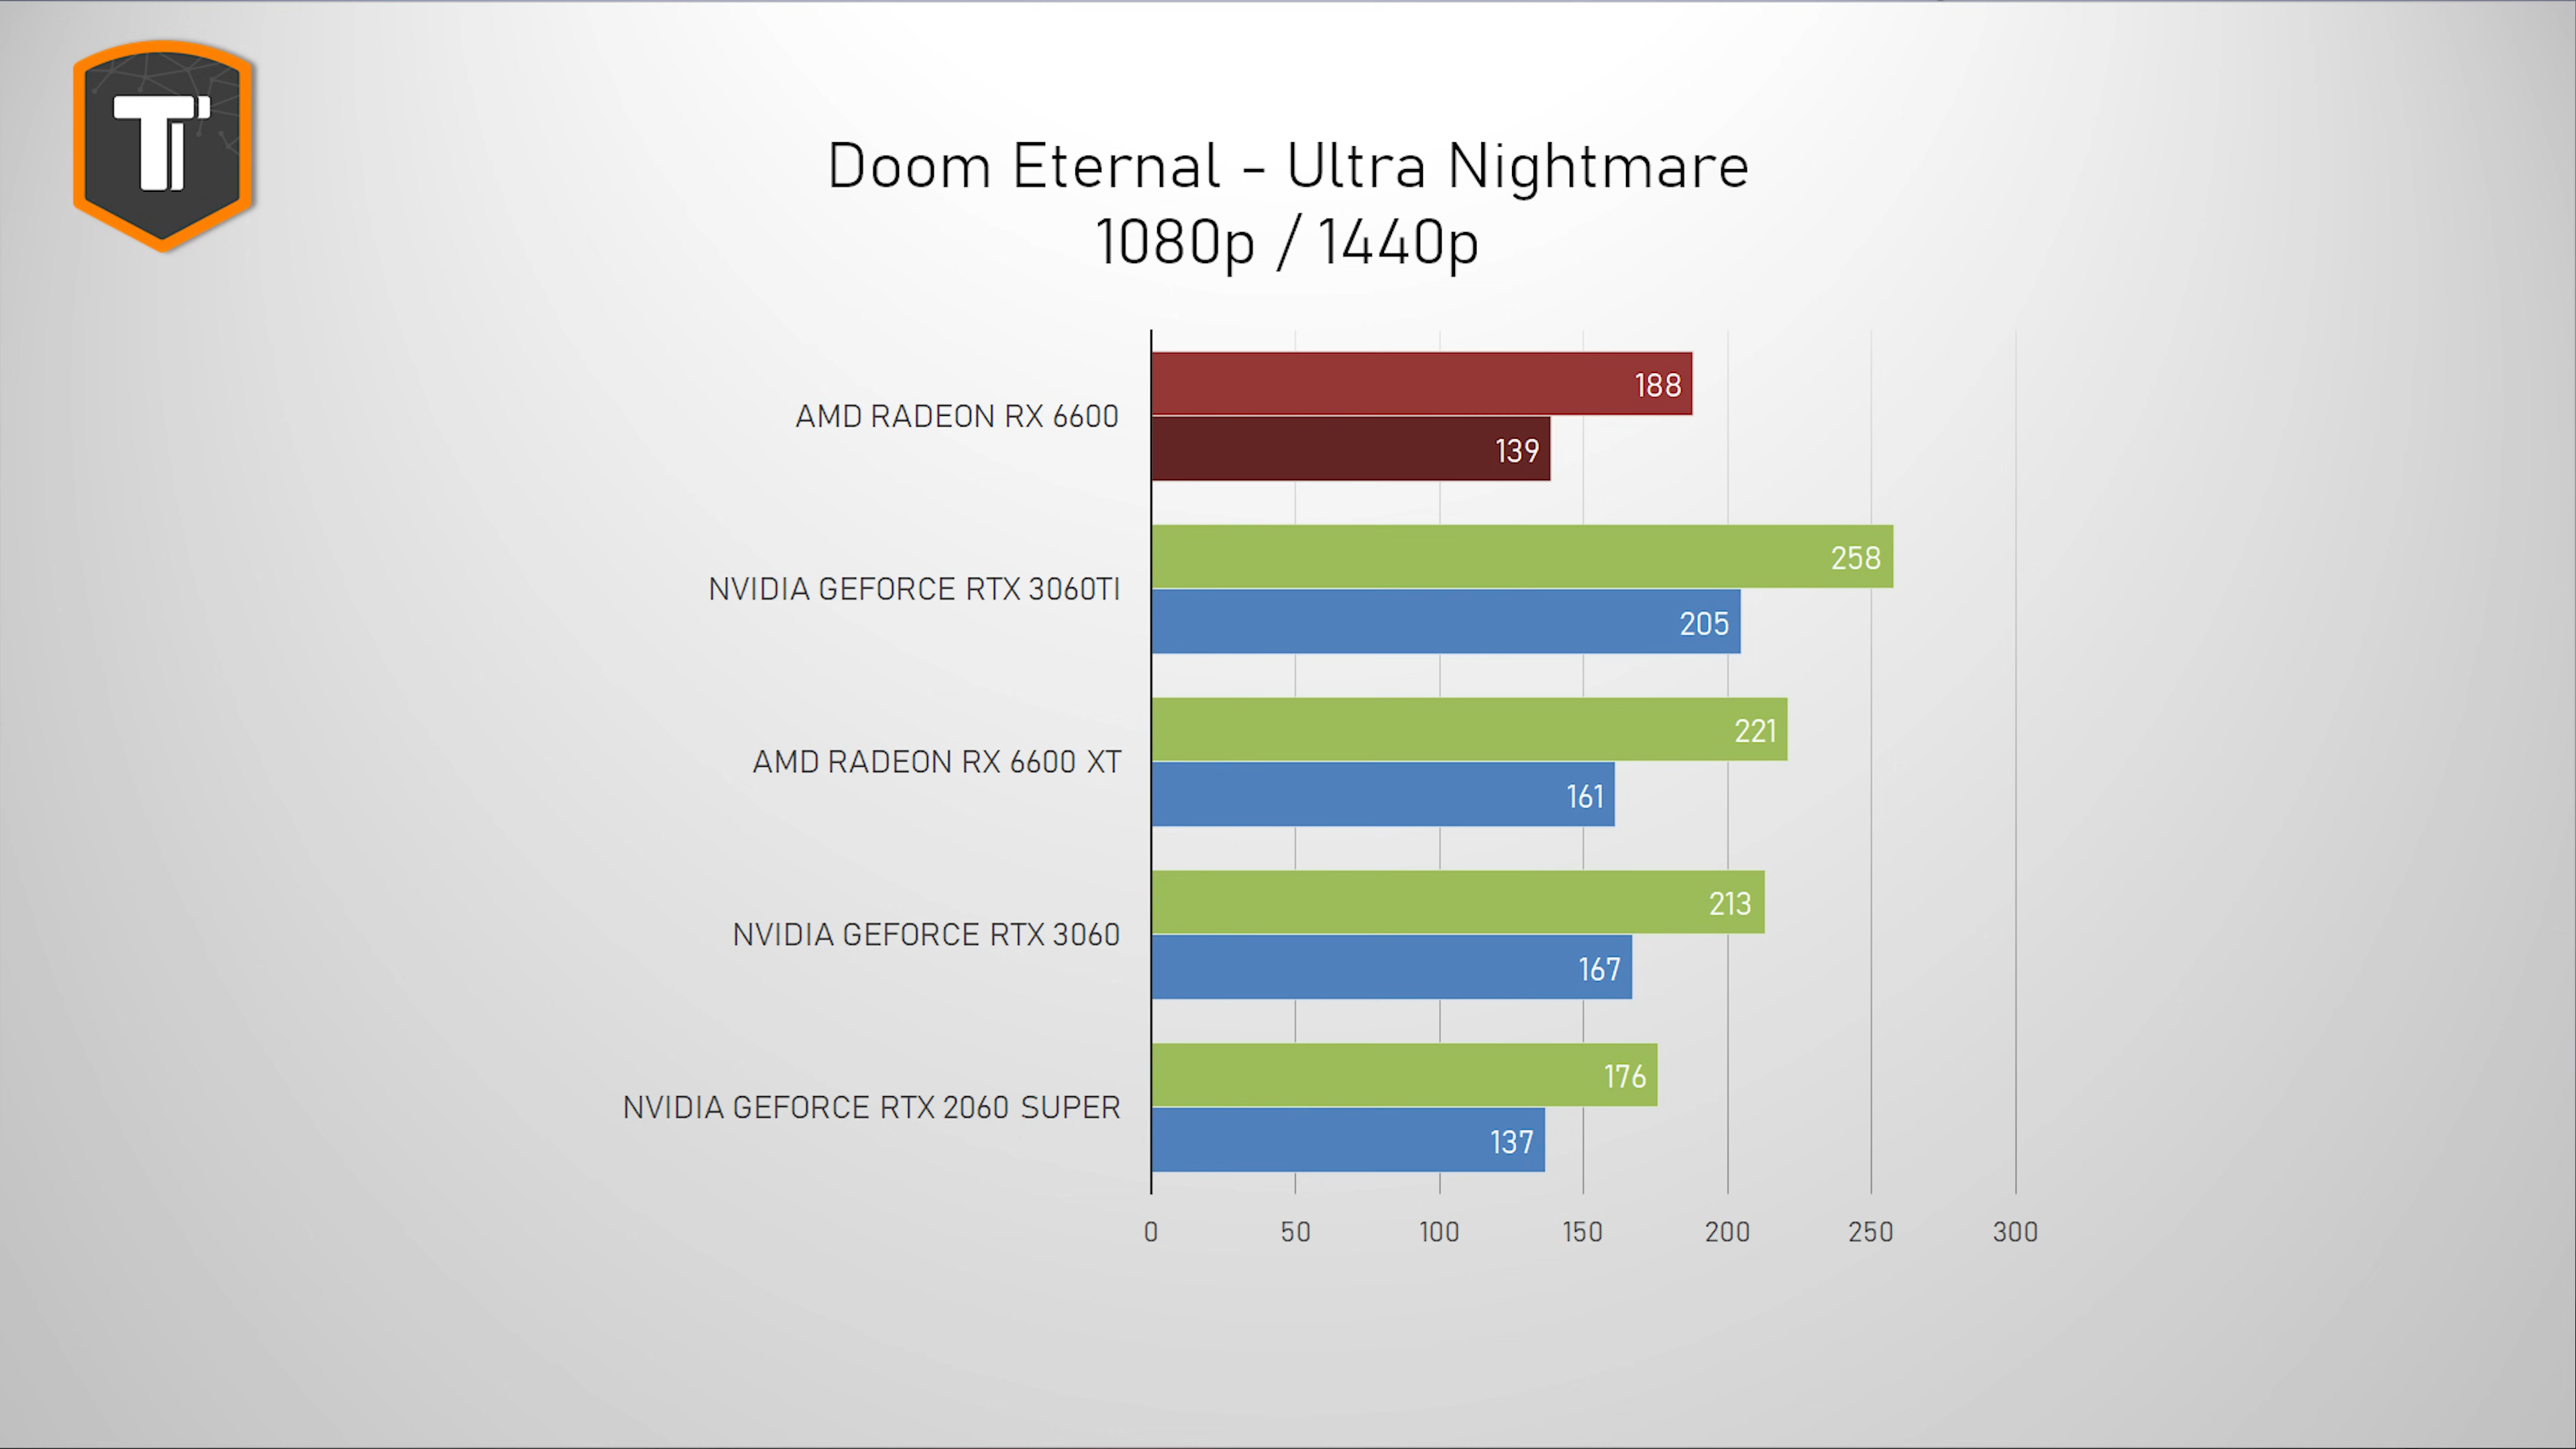 T
Doom Eternal - Ultra Nightmare
1080p / 1440p
AMD RADEON RX 6600
188
139
NVIDIA GEFORCE RTX 3060TI
258
205
AMD RADEON RX 6600 XT
221
161
NVIDIA GEFORCE RTX 3060
213
167
NVIDIA GEFORCE RTX 2060 SUPER
176
137
0 50 100 150 200 250 300